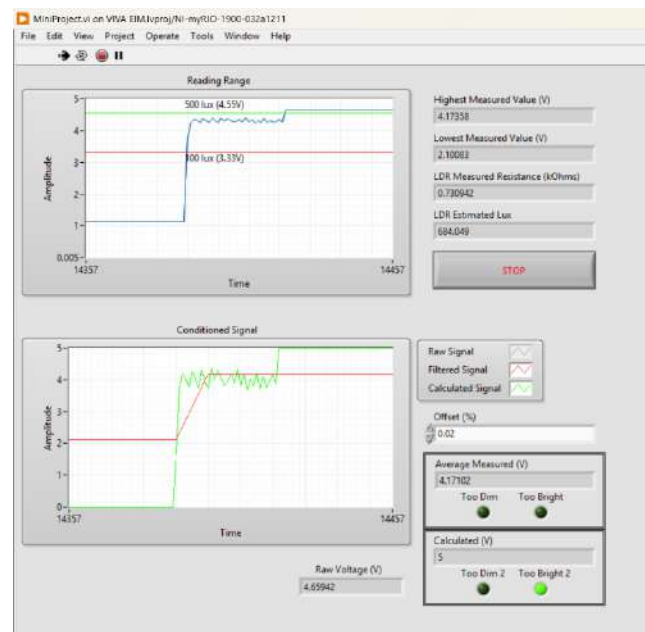 MiniProject.vi on VIVA EIM.lvproj/NI-myRIO-1900-032a1211
File Edit View Project Operate Tools Window Help
Reading Range
5
500 lux (4.55V)
4
100 lux (3.33V)
3
2
1
0.005
Amplitude
14357
14457
Time
Highest Measured Value (V)
4.17358
Lowest Measured Value (V)
2.10083
LDR Measured Resistance (kOhms)
0.730942
LDR Estimated Lux
684.049
STOP
Conditioned Signal
5
4
3
2
1
0
Amplitude
14357
14457
Time
Raw Signal
Filtered Signal
Calculated Signal
Offset (%)
0.02
Average Measured (V)
4.17102
Too Dim Too Bright
Calculated (V)
5
Too Dim 2 Too Bright 2
Raw Voltage (V)
4.65942